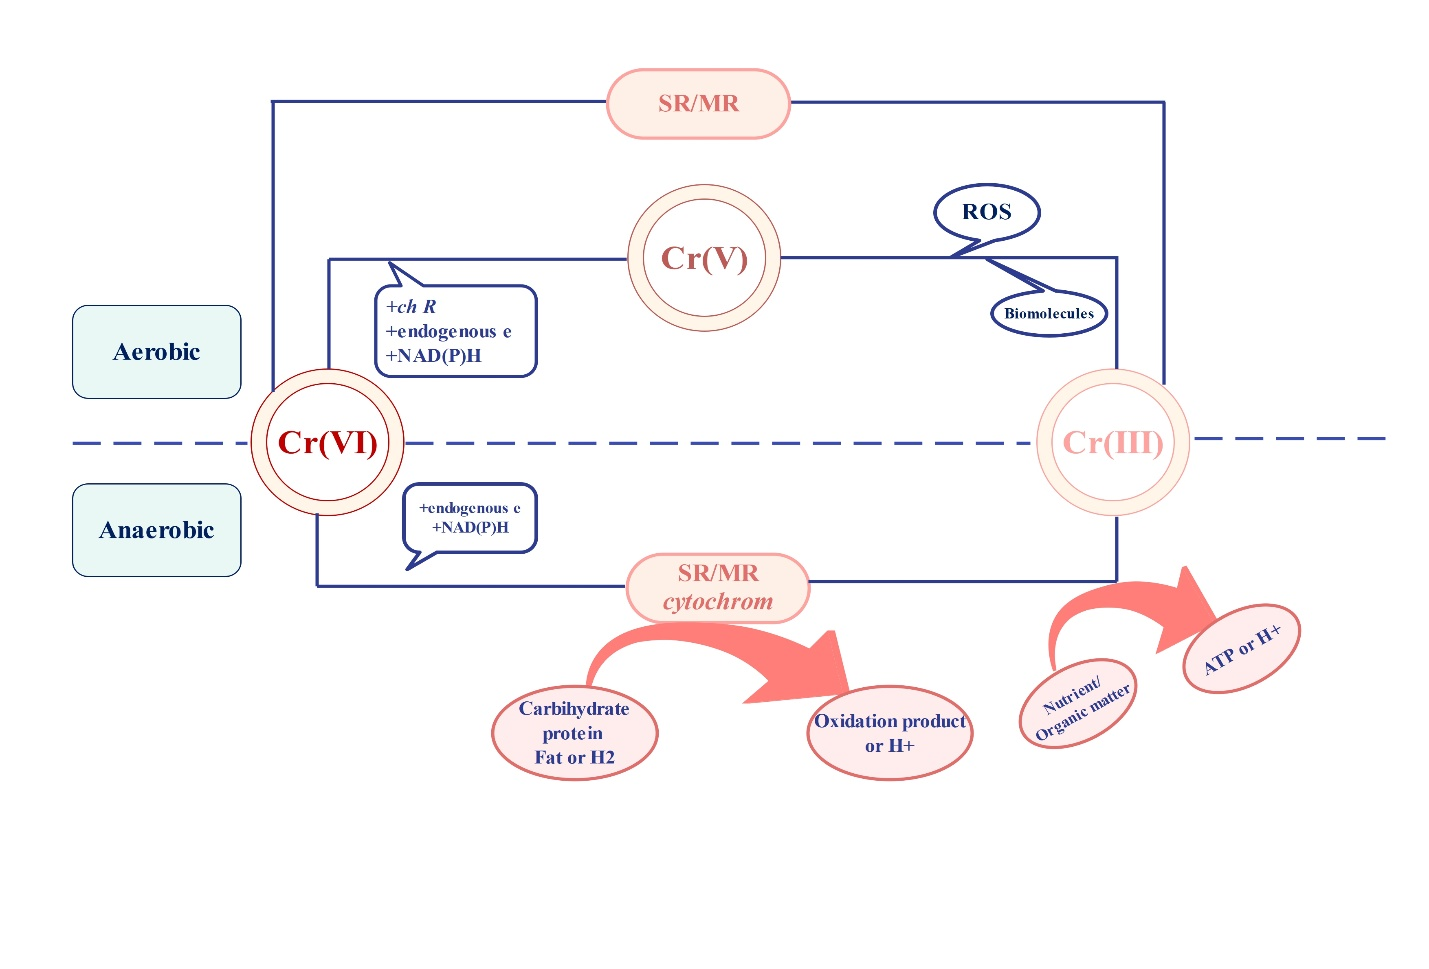 SR/MR
ROS
Cr(V)
+ch R
+endogenous e
+NAD(P)H
Biomolecules
Aerobic
Cr(VI)
Cr(III)
Anaerobic
+endogenous e
+NAD(P)H
SR/MR
cytochrom
Carbihydrate
protein
Fat or H2
Oxidation product
or H+
Nutrient/
Organic matter
ATP or H+